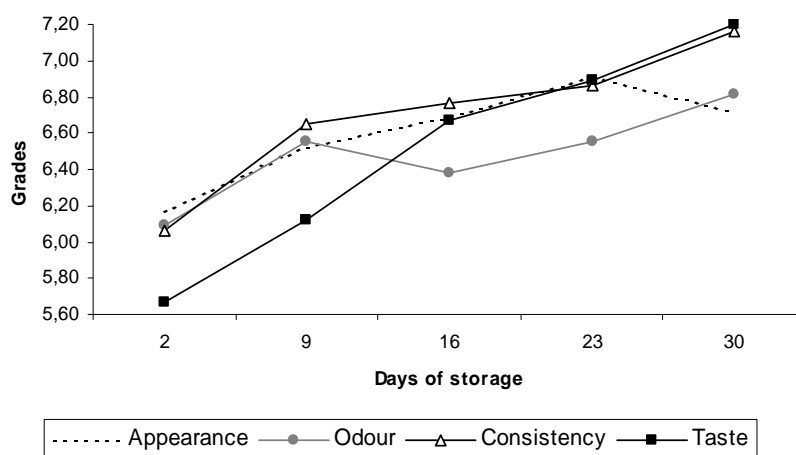 7,20
7,00
6,80
6,60
6,40
6,20
6,00
5,80
5,60
Grades
2 9 16 23 30
Days of storage
Appearance Odour Consistency Taste